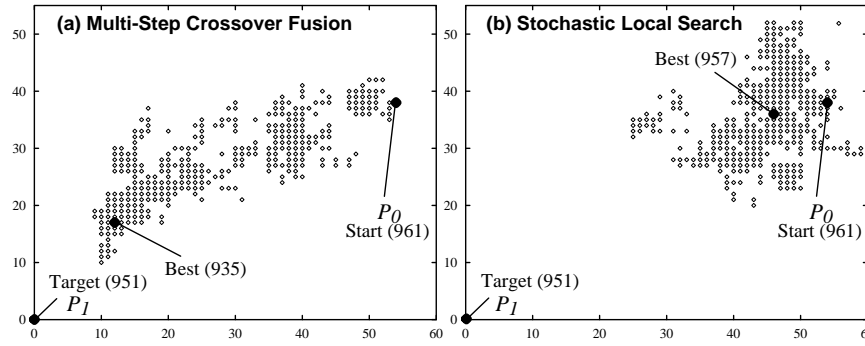 (a) Multi-Step Crossover Fusion
50
40
30
20
10
0
0 10 20 30 40 50 60
P0
Start (961)
Best (935)
Target (951)
P1
(b) Stochastic Local Search
50
40
30
20
10
0
0 10 20 30 40 50 60
Best (957)
P0
Start (961)
Target (951)
P1